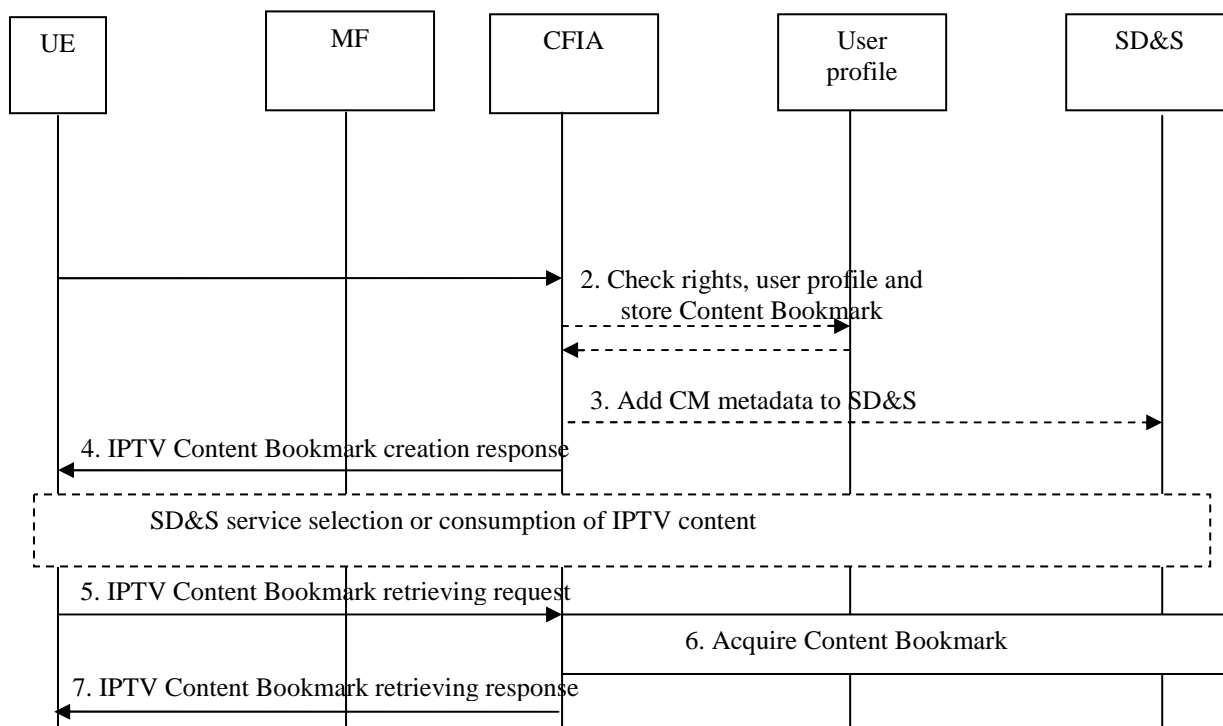 UE
MF
CFIA
User
profile
SD&S
2. Check rights, user profile and
store Content Bookmark
3. Add CM metadata to SD&S
4. IPTV Content Bookmark creation response
SD&S service selection or consumption of IPTV content
5. IPTV Content Bookmark retrieving request
6. Acquire Content Bookmark
7. IPTV Content Bookmark retrieving response